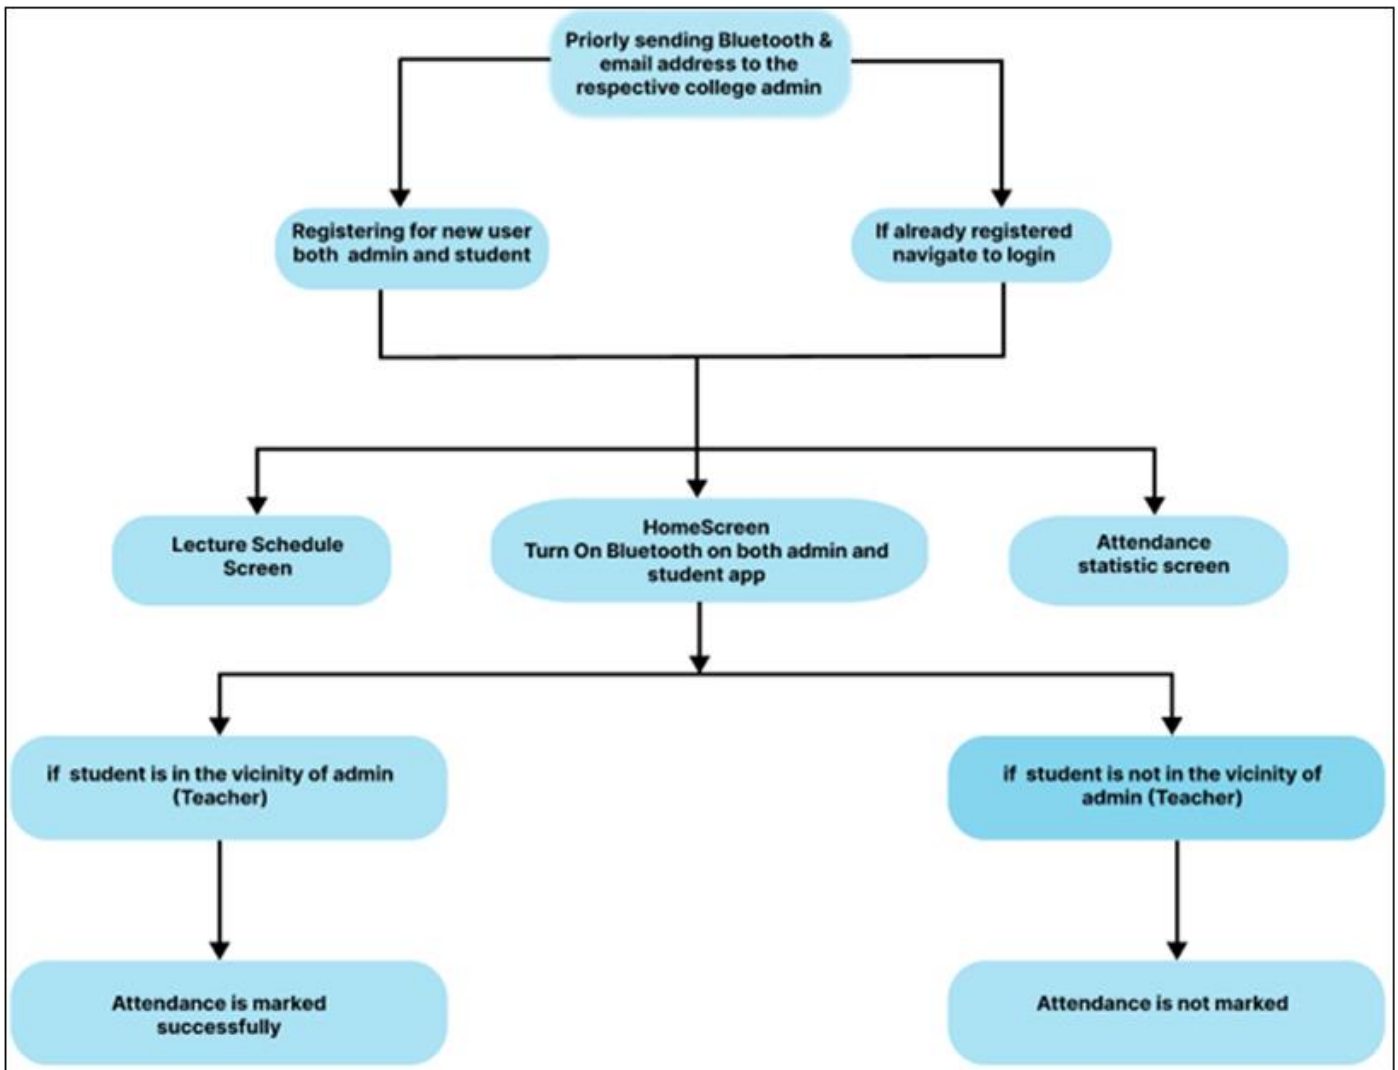 Priorly sending Bluetooth &
email address to the
respective college admin
Registering for new user
both admin and student
If already registered
navigate to login
Lecture Schedule
Screen
HomeScreen
Turn On Bluetooth on both admin and
student app
Attendance
statistic screen
if student is in the vicinity of admin
(Teacher)
if student is not in the vicinity of
admin (Teacher)
Attendance is marked
successfully
Attendance is not marked